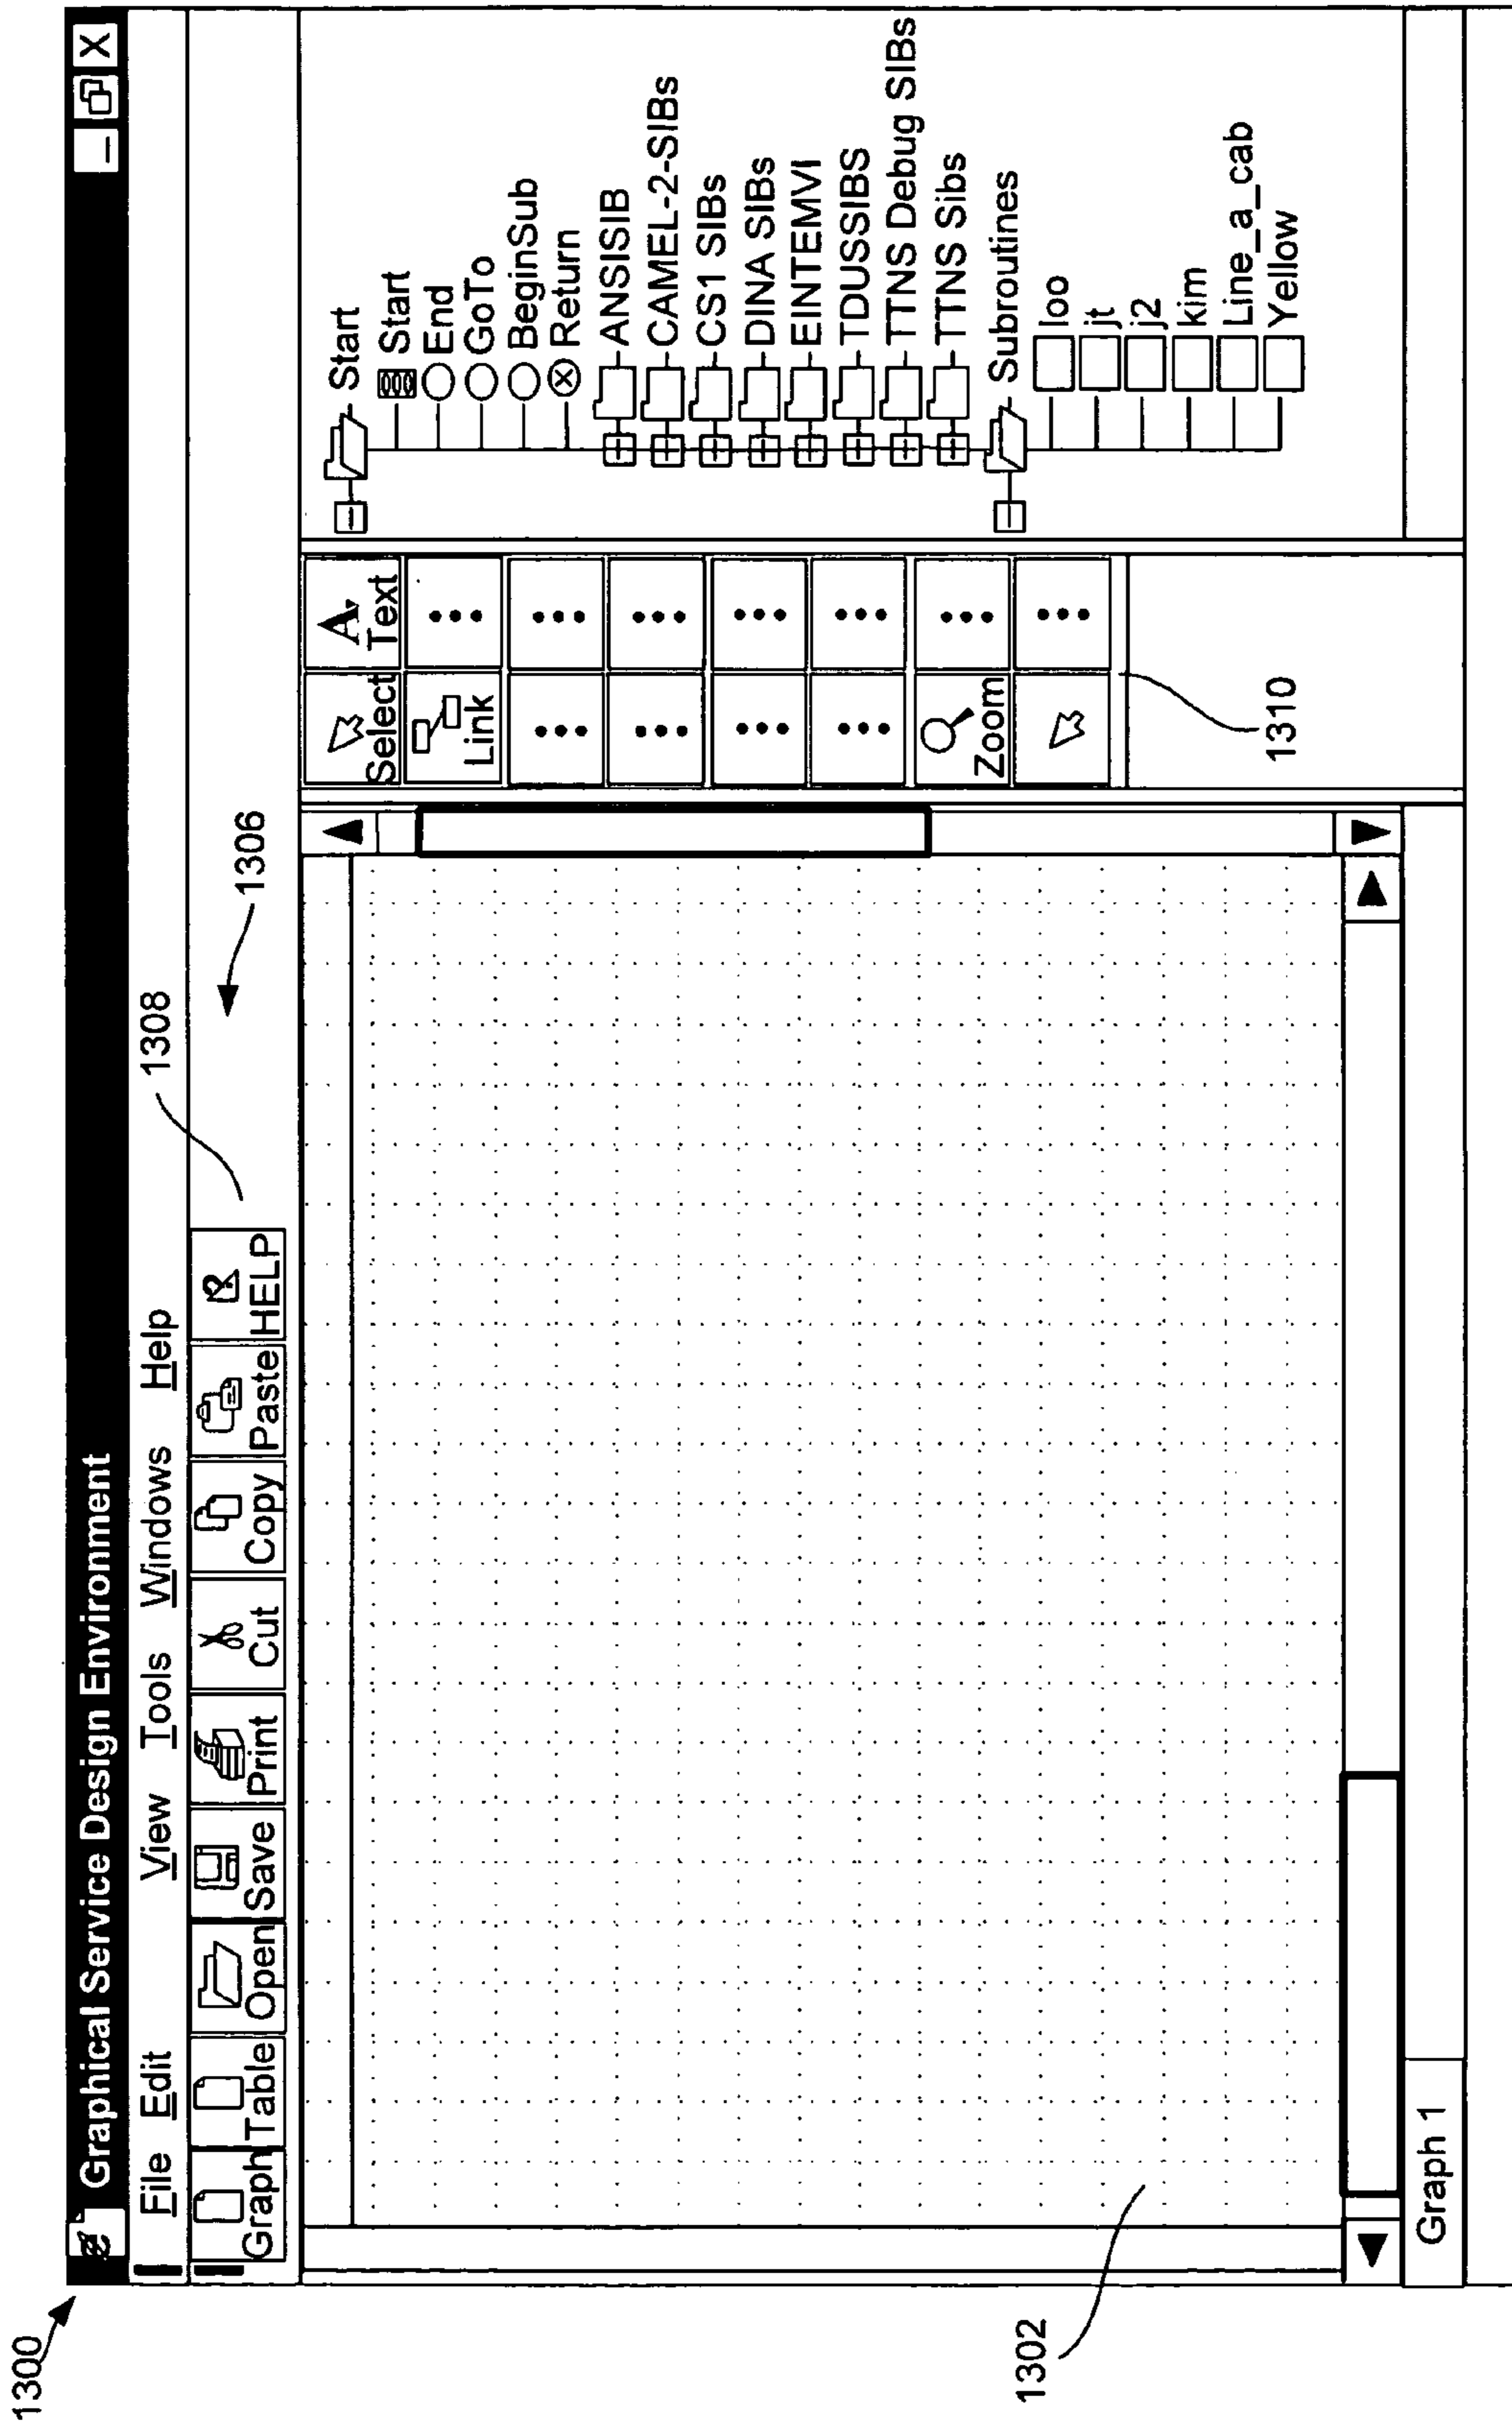 1300
Graphical Service Design Environment
X
File Edit View Tools Windows Help
1308
1306
Graph Table Open Save Print Cut Copy Paste HELP
Select Text
Link
Zoom
1310
1302
Start
Start
End
GoTo
BeginSub
Return
ANSISIB
CAMEL-2-SIBs
CS1 SIBs
DINA SIBs
EINTEMVI
TDUSSIBS
TTNS Debug SIBs
TTNS Sibs
Subroutines
loo
jt
j2
kim
Line_a_cab
Yellow
Graph 1